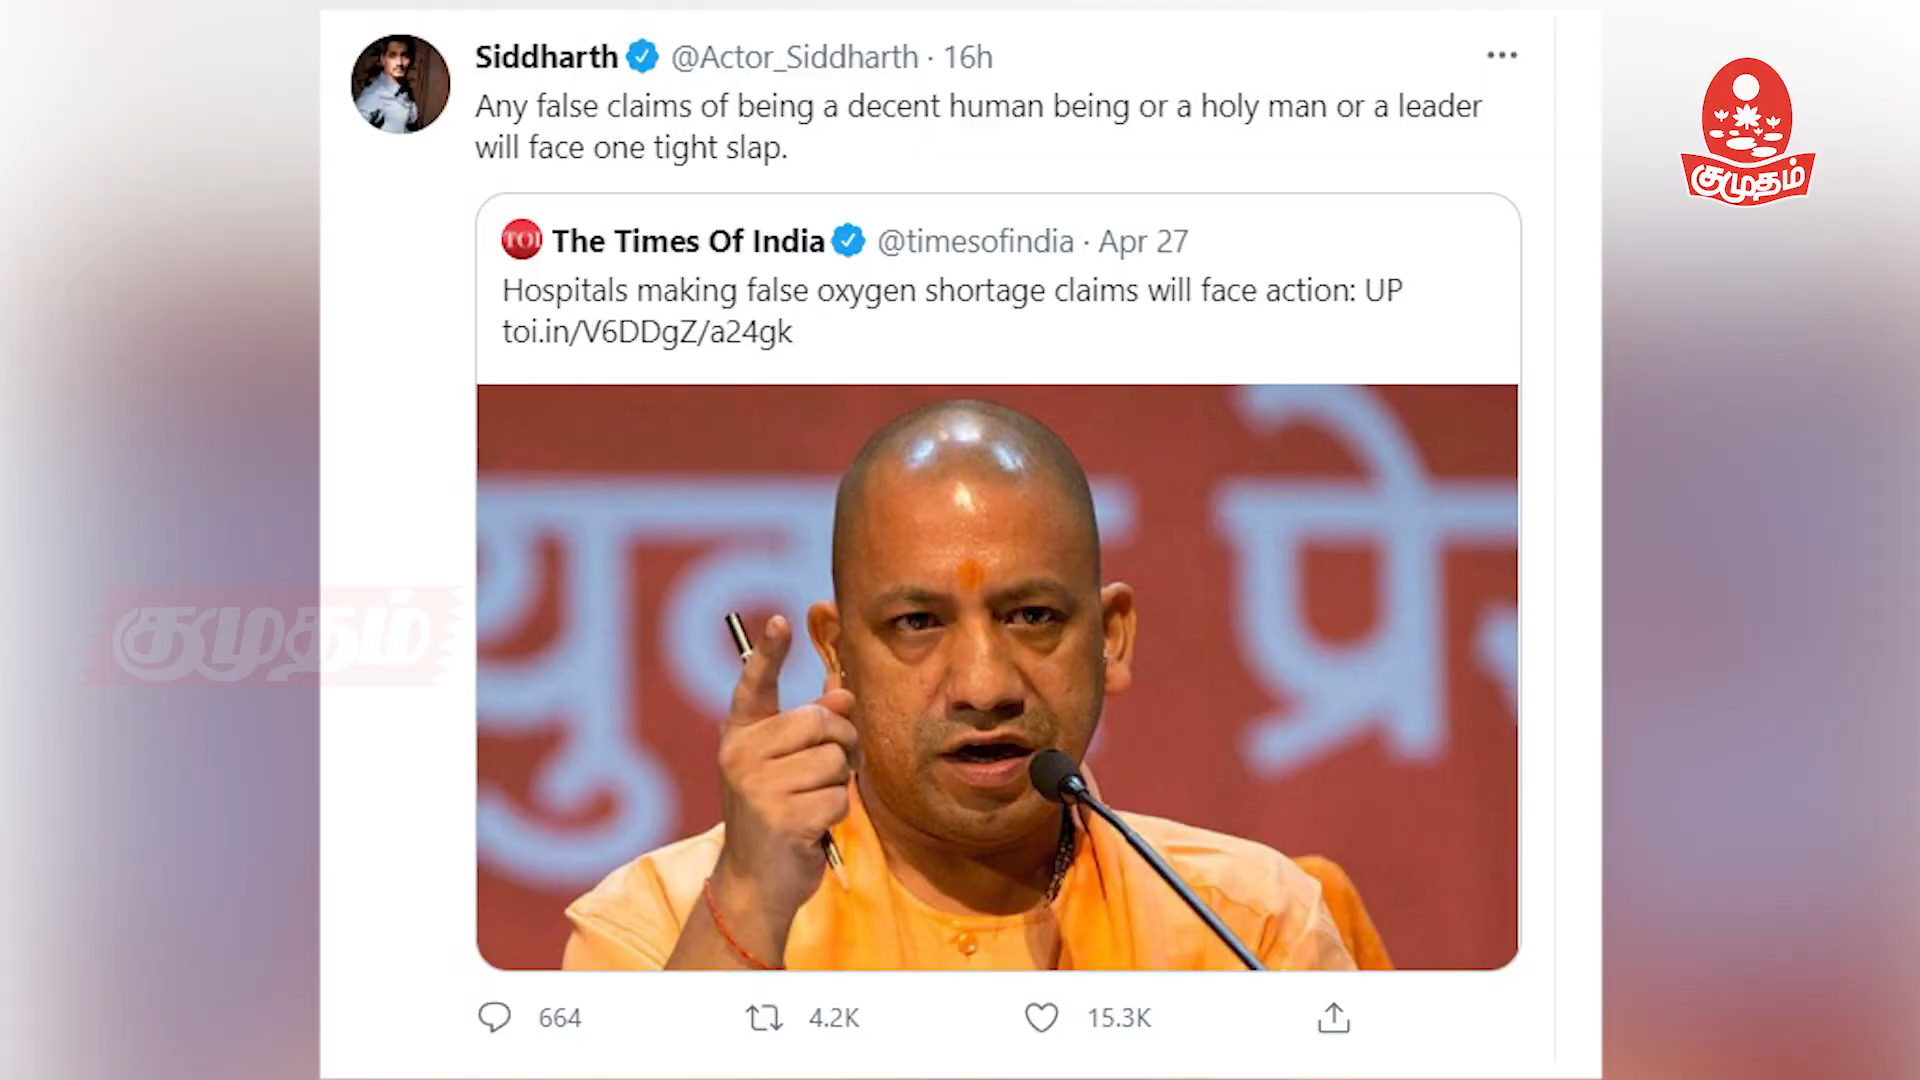 Siddharth @Actor_Siddharth · 16h
Any false claims of being a decent human being or a holy man or a leader
will face one tight slap.
குமுதம்
TOI The Times Of India @timesofindia · Apr 27
Hospitals making false oxygen shortage claims will face action: UP
toi.in/V6DDgZ/a24gk
குமுதம்
664 4.2K 15.3K